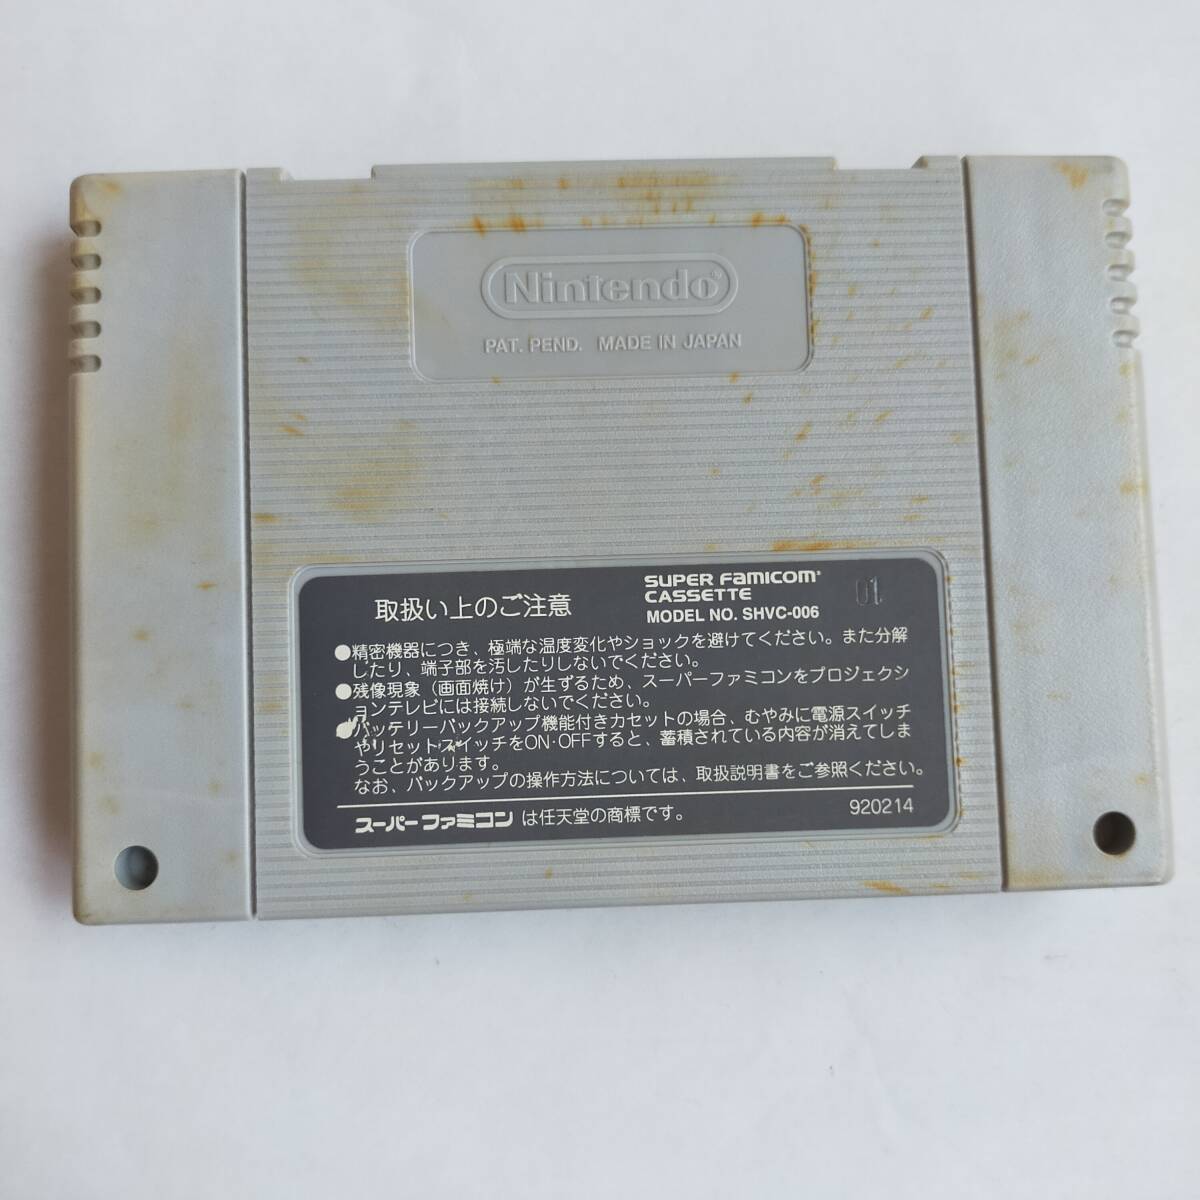 Nintendo®
PAT. PEND. MADE IN JAPAN
取扱い上のご注意
SUPER FAMICOM®
CASSETTE
MODEL NO. SHVC-006
01
●精密機器につき、極端な温度変化やショックを避けてください。また分解
したり、端子部を汚したりしないでください。
●残像現象（画面焼け）が生ずるため、スーパーファミコンをプロジェクシ
ョンテレビには接続しないでください。
●バッテリーバックアップ機能付きカセットの場合、むやみに電源スイッチ
やリセットスイッチをON·OFFすると、蓄積されている内容が消えてしま
うことがあります。
なお、バックアップの操作方法については、取扱説明書をご参照ください。
スーパーファミコン は任天堂の商標です。
920214